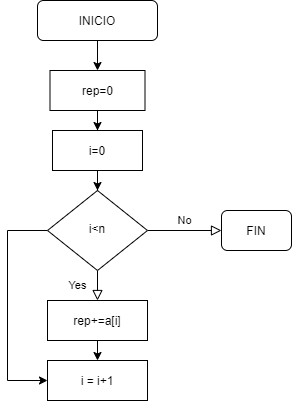 INICIO
rep=0
i=0
i<n
No
FIN
Yes
rep+=a[i]
i = i+1